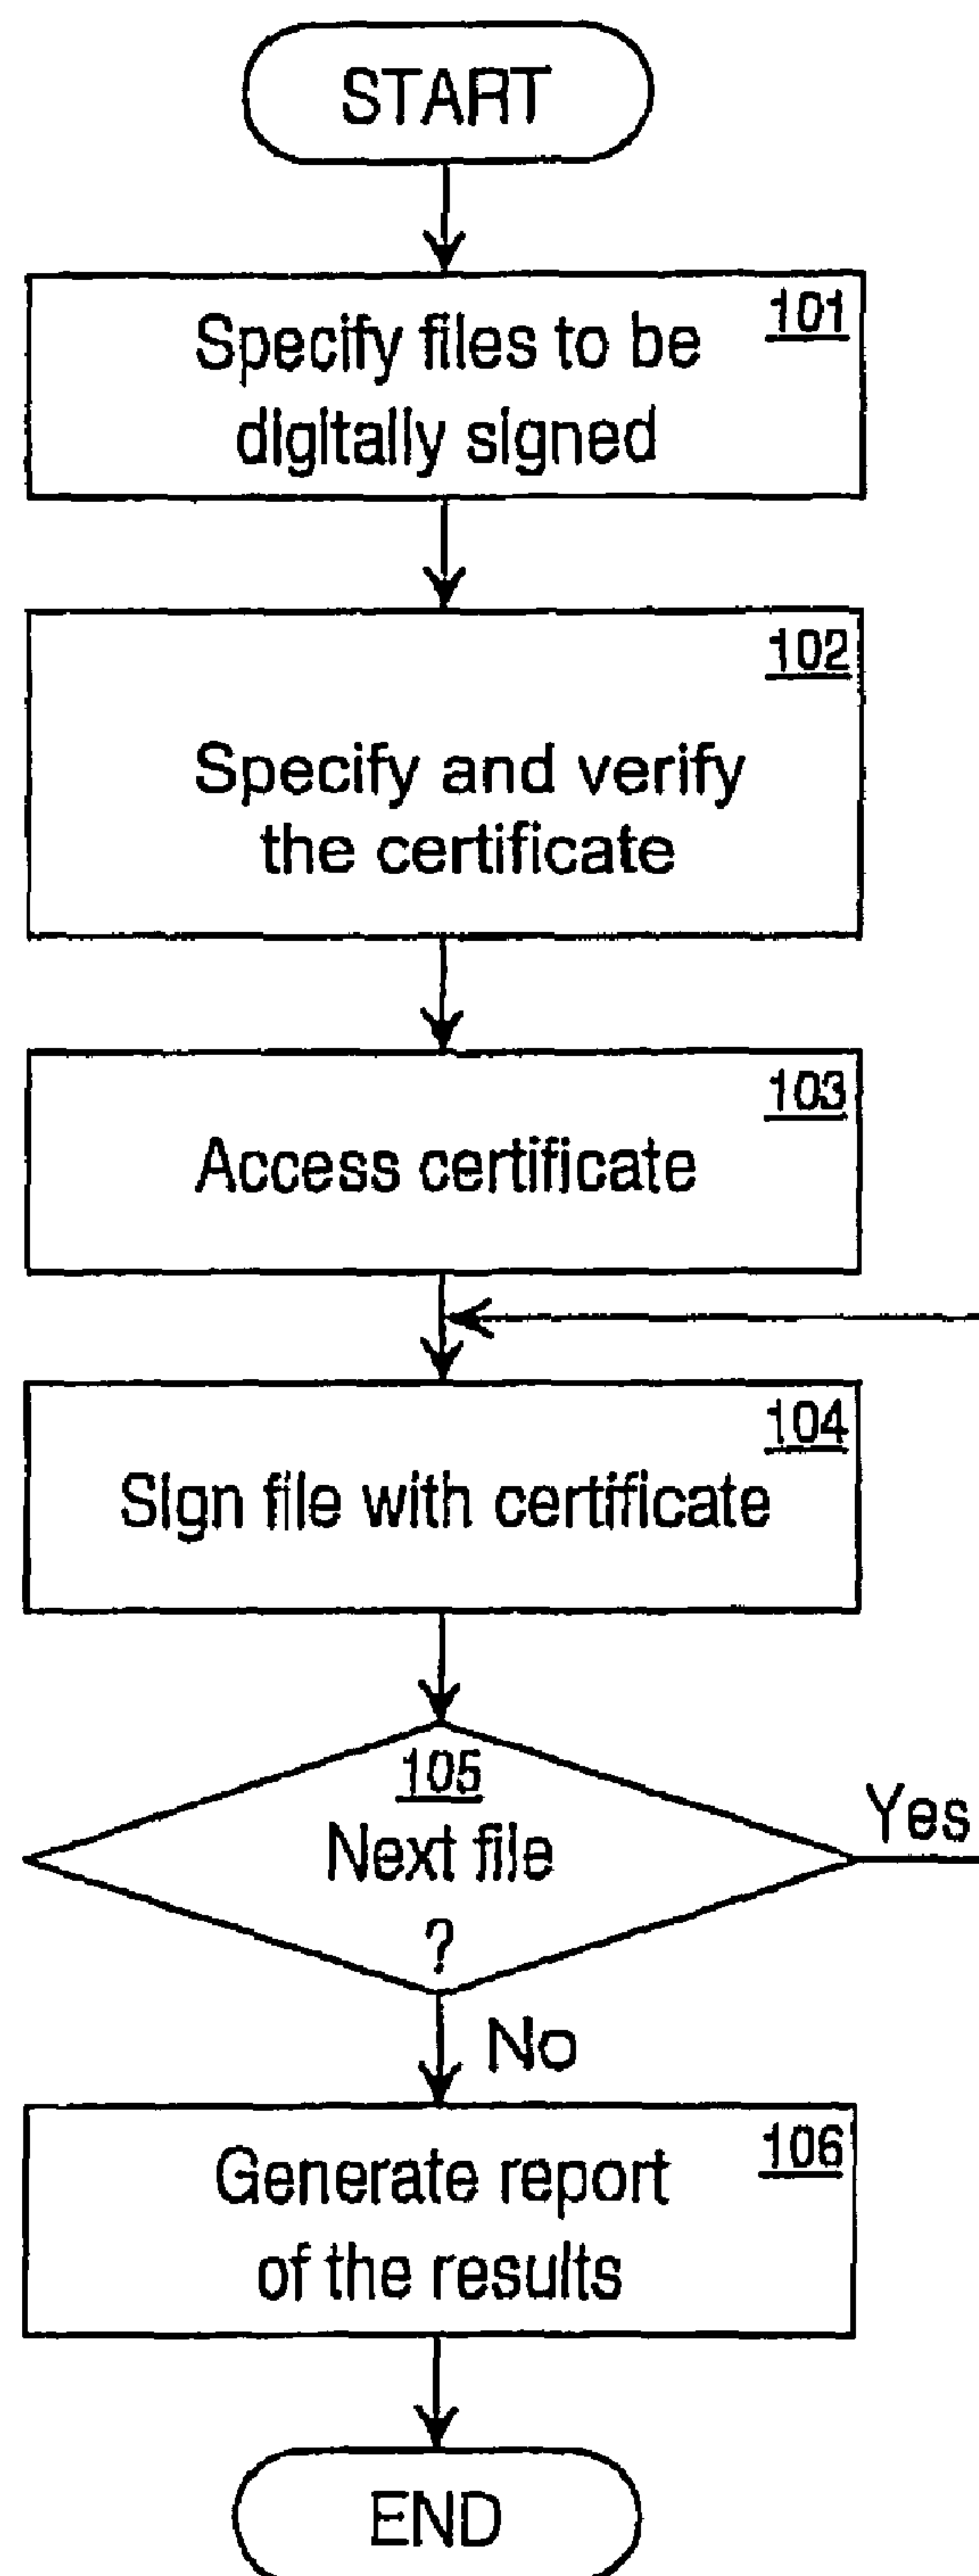 START
101
Specify files to be
digitally signed
102
Specify and verify
the certificate
103
Access certificate
104
Sign file with certificate
105
Next file
?
Yes
No
106
Generate report
of the results
END